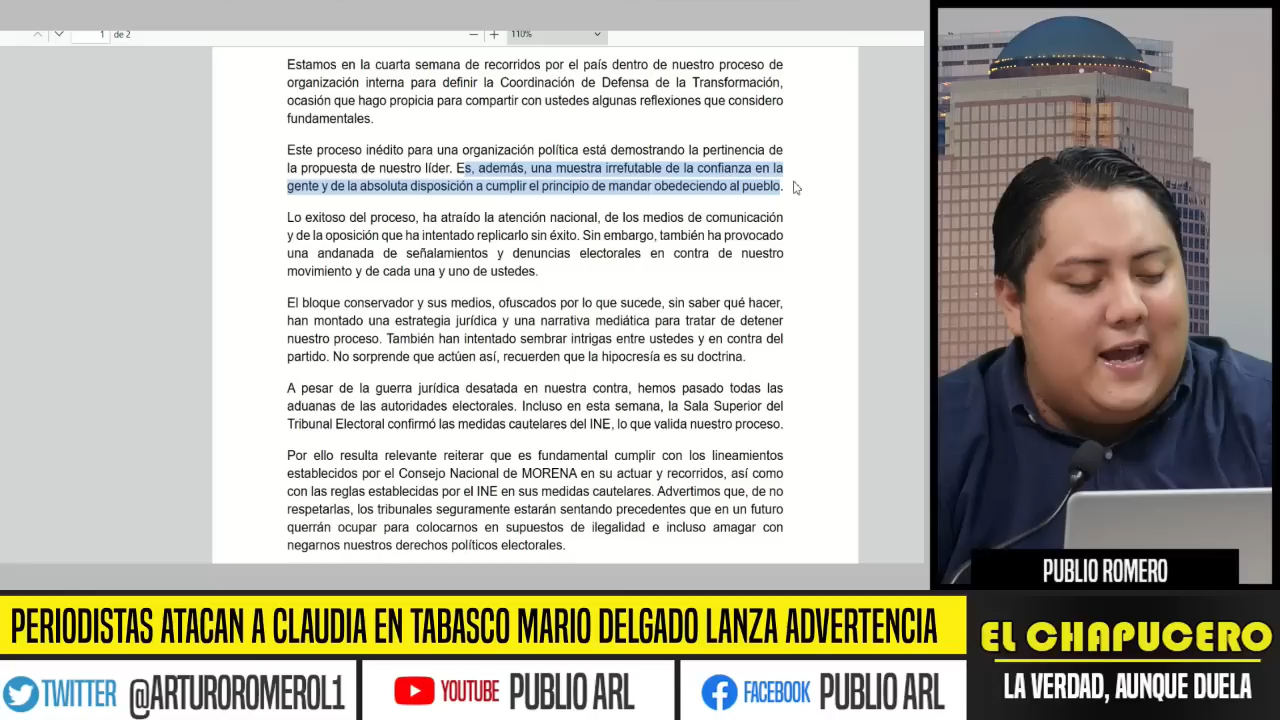 1 de 2
110%
Estamos en la cuarta semana de recorridos por el país dentro de nuestro proceso de
organización interna para definir la Coordinación de Defensa de la Transformación,
ocasión que hago propicia para compartir con ustedes algunas reflexiones que considero
fundamentales.
Este proceso inédito para una organización política está demostrando la pertinencia de
la propuesta de nuestro líder. Es, además, una muestra irrefutable de la confianza en la
gente y de la absoluta disposición a cumplir el principio de mandar obedeciendo al pueblo.
Lo exitoso del proceso, ha atraído la atención nacional, de los medios de comunicación
y de la oposición que ha intentado replicarlo sin éxito. Sin embargo, también ha provocado
una andanada de señalamientos y denuncias electorales en contra de nuestro
movimiento y de cada una y uno de ustedes.
El bloque conservador y sus medios, ofuscados por lo que sucede, sin saber qué hacer,
han montado una estrategia jurídica y una narrativa mediática para tratar de detener
nuestro proceso. También han intentado sembrar intrigas entre ustedes y en contra del
partido. No sorprende que actúen así, recuerden que la hipocresía es su doctrina.
A pesar de la guerra jurídica desatada en nuestra contra, hemos pasado todas las
aduanas de las autoridades electorales. Incluso en esta semana, la Sala Superior del
Tribunal Electoral confirmó las medidas cautelares del INE, lo que valida nuestro proceso.
Por ello resulta relevante reiterar que es fundamental cumplir con los lineamientos
establecidos por el Consejo Nacional de MORENA en su actuar y recorridos, así como
con las reglas establecidas por el INE en sus medidas cautelares. Advertimos que, de no
respetarlas, los tribunales seguramente estarán sentando precedentes que en un futuro
querrán ocupar para colocarnos en supuestos de ilegalidad e incluso amagar con
negarnos nuestros derechos políticos electorales.
PUBLIO ROMERO
PERIODISTAS ATACAN A CLAUDIA EN TABASCO MARIO DELGADO LANZA ADVERTENCIA
EL CHAPUCERO
LA VERDAD, AUNQUE DUELA
TWITTER @ARTUROROMEROL1
YOUTUBE PUBLIO ARL
FACEBOOK PUBLIO ARL